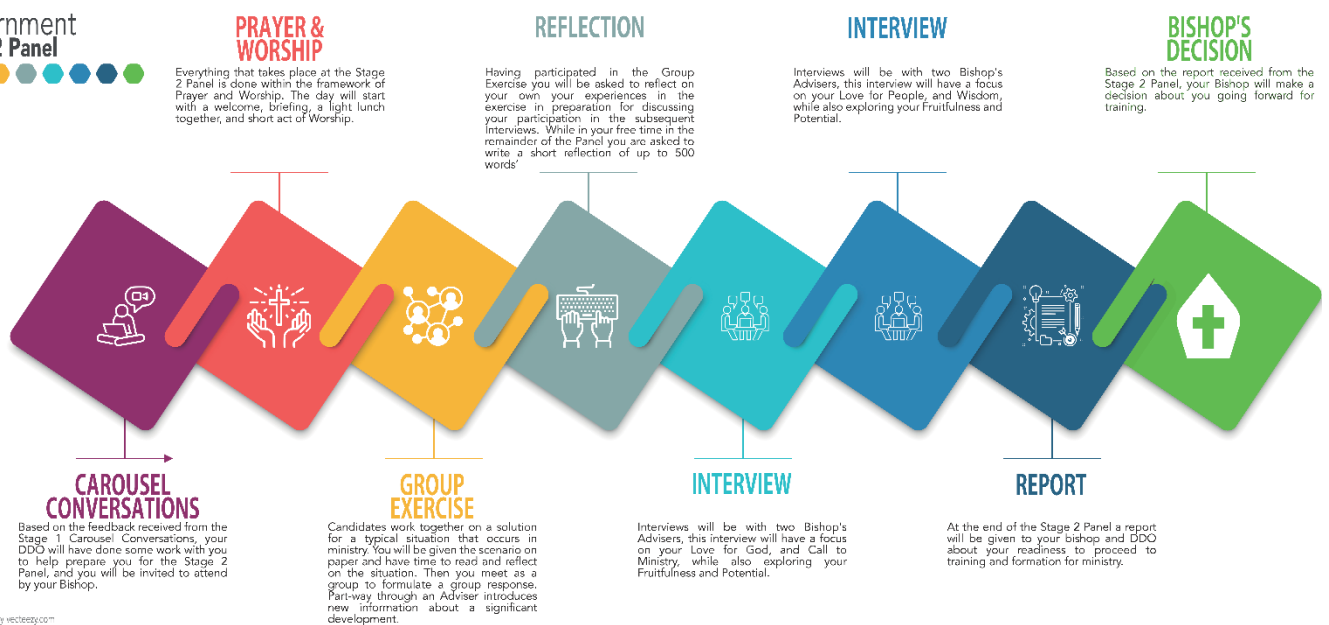 rnment
2 Panel
PRAYER &
WORSHIP
Everything that takes place at the Stage
2 Panel is done within the framework of
Prayer and Worship. The day will start
with a welcome, briefing, a light lunch
together, and short act of Worship.
REFLECTION
Having participated in the Group
Exercise you will be asked to reflect on
your own your experiences in the
exercise in preparation for discussing
your participation in the subsequent
Interviews. While in your free time in the
remainder of the Panel you are asked to
write a short reflection of up to 500
words’
INTERVIEW
Interviews will be with two Bishop's
Advisers, this interview will have a focus
on your Love for People, and Wisdom,
while also exploring your Fruitfulness and
Potential.
BISHOP'S
DECISION
Based on the report received from the
Stage 2 Panel, your Bishop will make a
decision about you going forward for
training.
CAROUSEL
CONVERSATIONS
Based on the feedback received from the
Stage 1 Carousel Conversations, your
DDO will have done some work with you
to help prepare you for the Stage 2
Panel, and you will be invited to attend
by your Bishop.
GROUP
EXERCISE
Candidates work together on a solution
for a typical situation that occurs in
ministry. You will be given the scenario on
paper and have time to read and reflect
on the situation. Then you meet as a
group to formulate a group response.
Part-way through an Adviser introduces
new information about a significant
development.
INTERVIEW
Interviews will be with two Bishop's
Advisers, this interview will have a focus
on your Love for God, and Call to
Ministry, while also exploring your
Fruitfulness and Potential.
REPORT
At the end of the Stage 2 Panel a report
will be given to your bishop and DDO
about your readiness to proceed to
training and formation for ministry.
y vecteezy.com